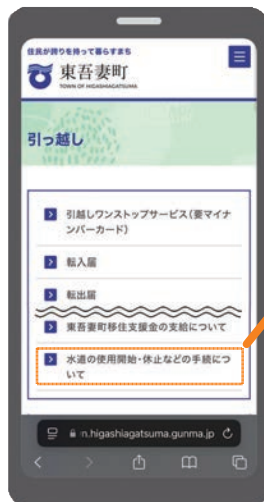 住民が誇りを持って暮らすまち
東吾妻町
TOWN OF HIGASHIAGATSUMA
引っ越し
引越しワンストップサービス(要マイナ
ンバーカード)
転入届
転出届
東吾妻町移住支援金の支給について
水道の使用開始・休止などの手続につ
いて
n.higashiagatsuma.gunma.jp